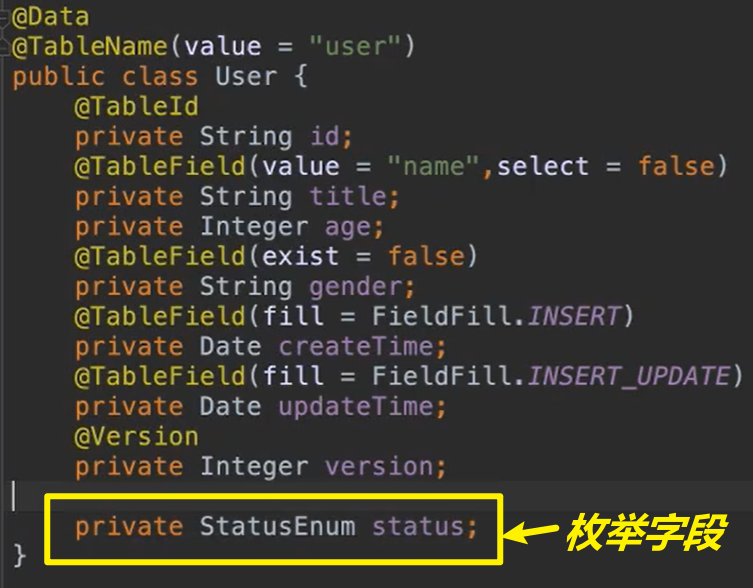 @Data
@TableName(value = "user")
public class User {
@TableId
private String id;
@TableField(value = "name",select = false)
private String title;
private Integer age;
@TableField(exist = false)
private String gender;
@TableField(fill = FieldFill.INSERT)
private Date createTime;
@TableField(fill = FieldFill.INSERT_UPDATE)
private Date updateTime;
@Version
private Integer version;
private StatusEnum status;
枚举字段
}